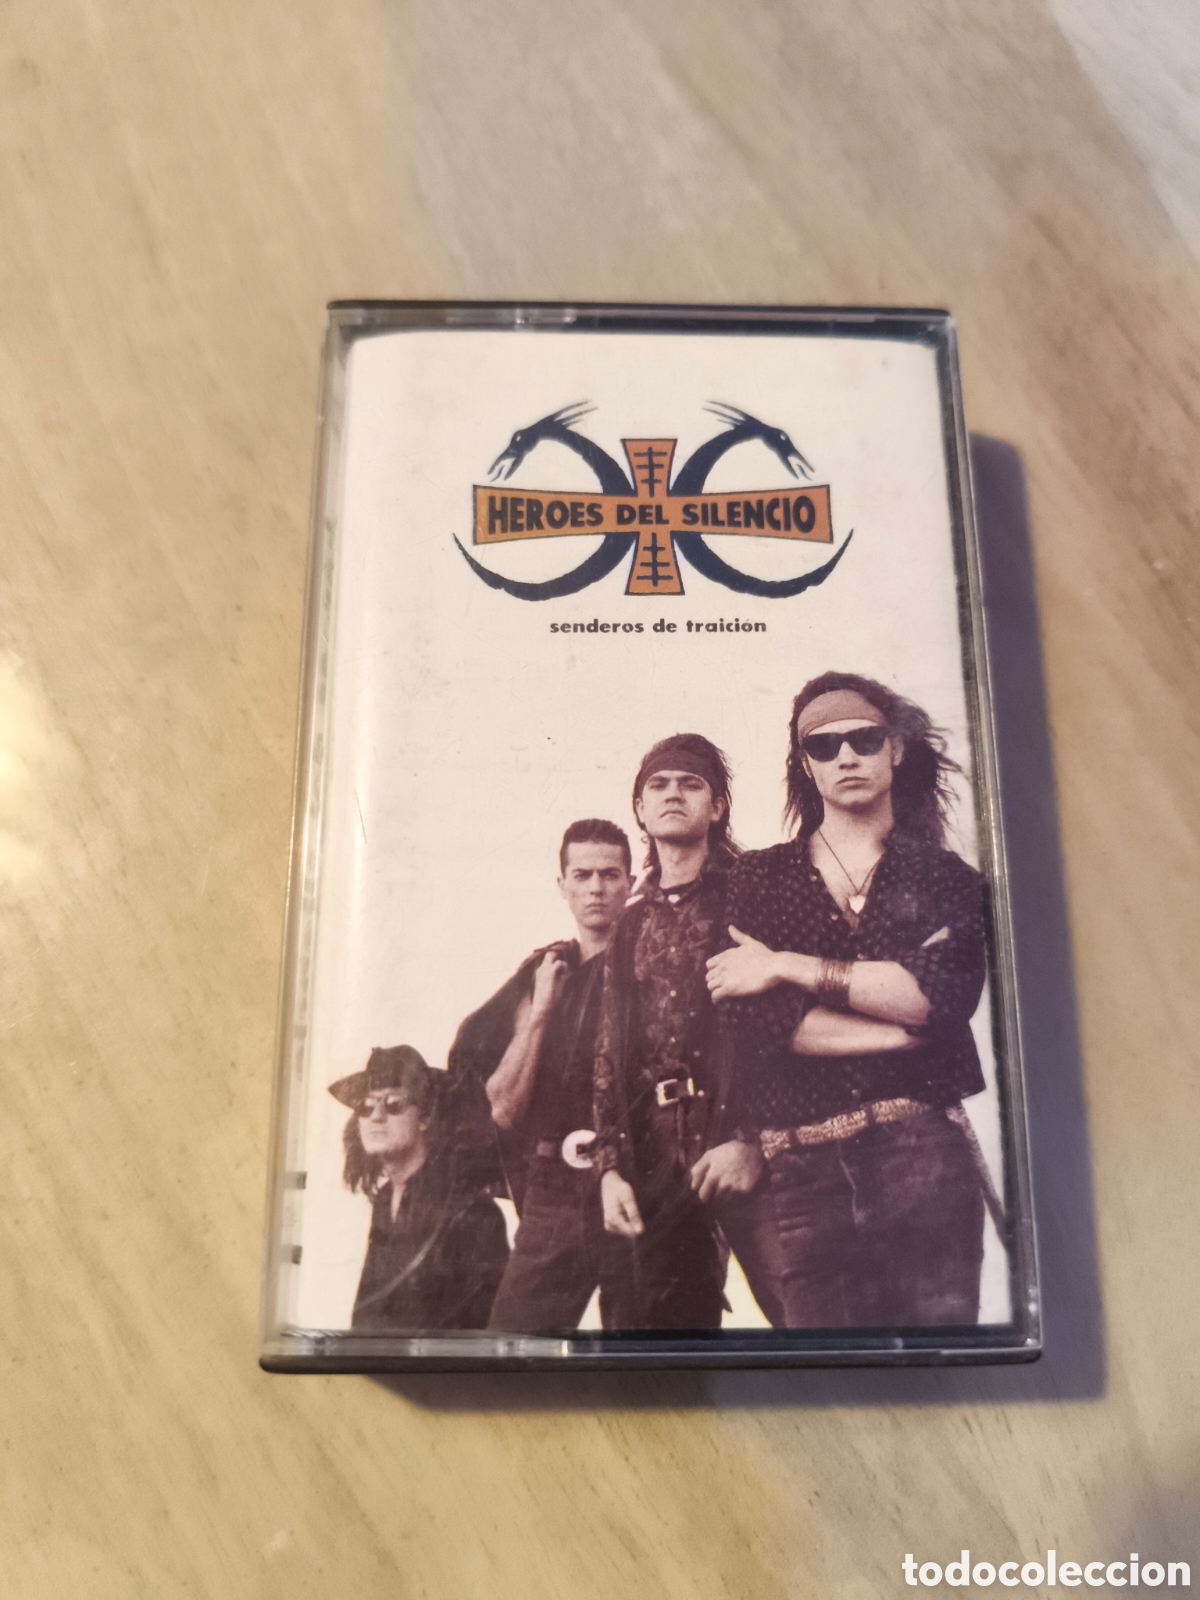 HEROES DEL SILENCIO
senderos de traición
todocoleccion